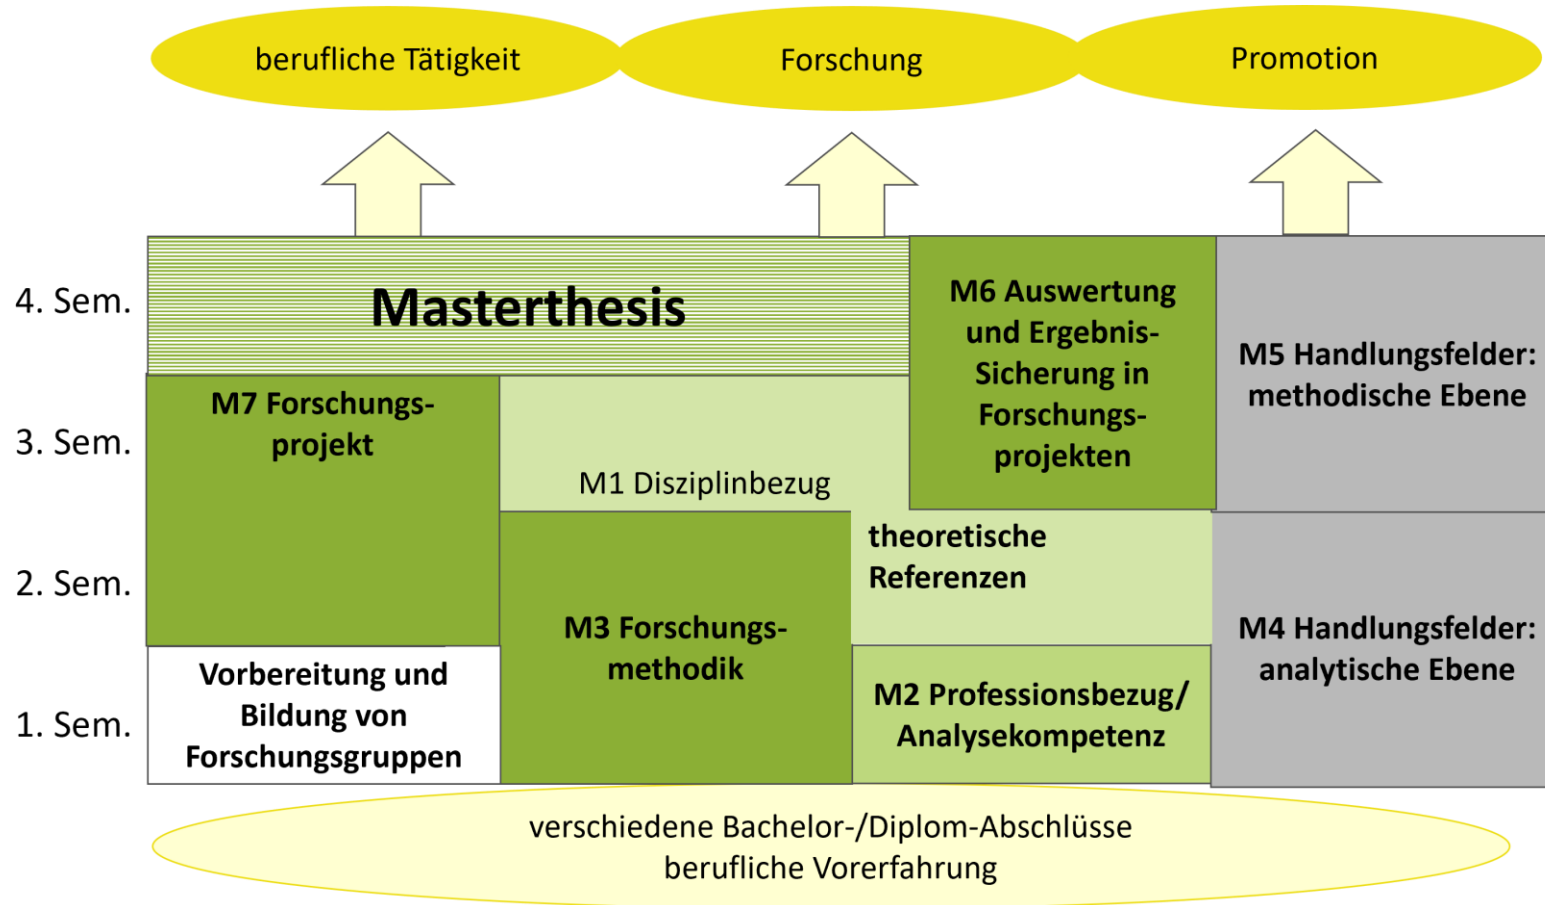 berufliche Tätigkeit
Forschung
Promotion
4. Sem.
Masterthesis
M6 Auswertung
und Ergebnis-
Sicherung in
Forschungs-
projekten
M5 Handlungsfelder:
methodische Ebene
3. Sem.
M7 Forschungs-
projekt
M1 Disziplinbezug
theoretische
Referenzen
2. Sem.
M3 Forschungs-
methodik
M4 Handlungsfelder:
analytische Ebene
1. Sem.
Vorbereitung und
Bildung von
Forschungsgruppen
M2 Professionsbezug/
Analysekompetenz
verschiedene Bachelor-/Diplom-Abschlüsse
berufliche Vorerfahrung